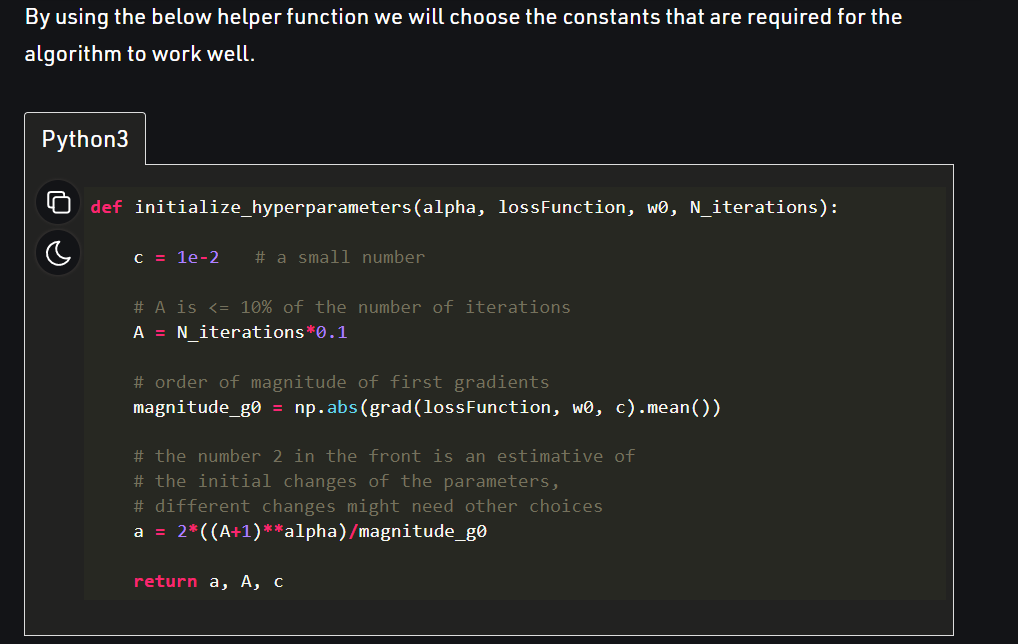 By using the below helper function we will choose the constants that are required for the
algorithm to work well.
Python3
def initialize_hyperparameters(alpha, lossFunction, w0, N_iterations):
c = 1e-2   # a small number
# A is <= 10% of the number of iterations
A = N_iterations*0.1
# order of magnitude of first gradients
magnitude_g0 = np.abs(grad(lossFunction, w0, c).mean())
# the number 2 in the front is an estimative of
# the initial changes of the parameters,
# different changes might need other choices
a = 2*((A+1)**alpha)/magnitude_g0
return a, A, c